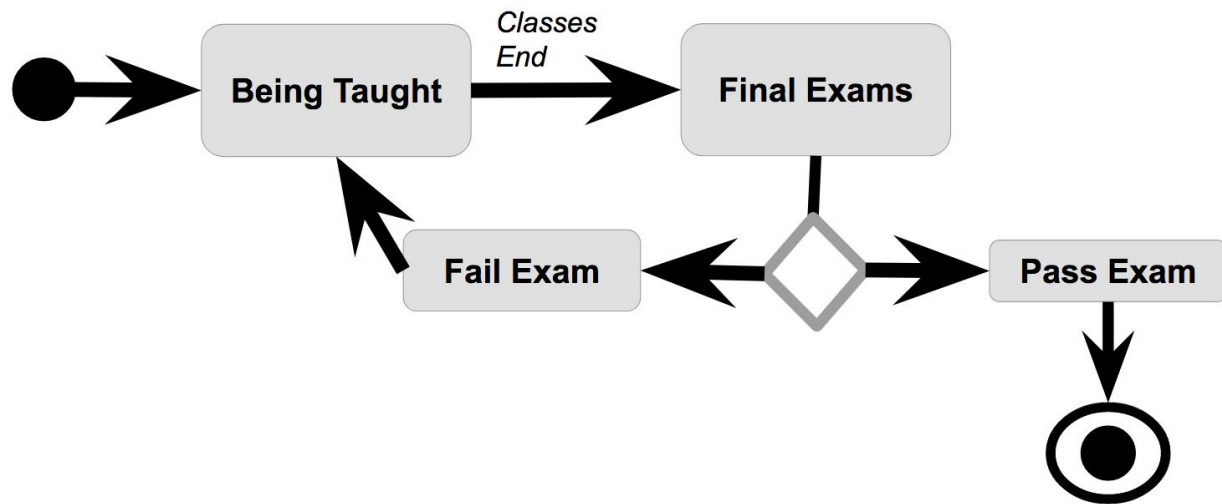 Classes
End
Being Taught
Final Exams
Fail Exam
Pass Exam